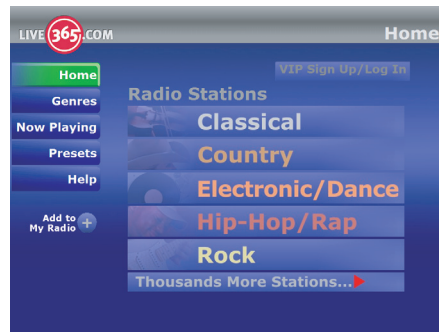 LIVE 365.COM
Home
VIP Sign Up/Log In
Home
Genres
Now Playing
Presets
Help
Add to
My Radio
Radio Stations
Classical
Country
Electronic/Dance
Hip-Hop/Rap
Rock
Thousands More Stations...